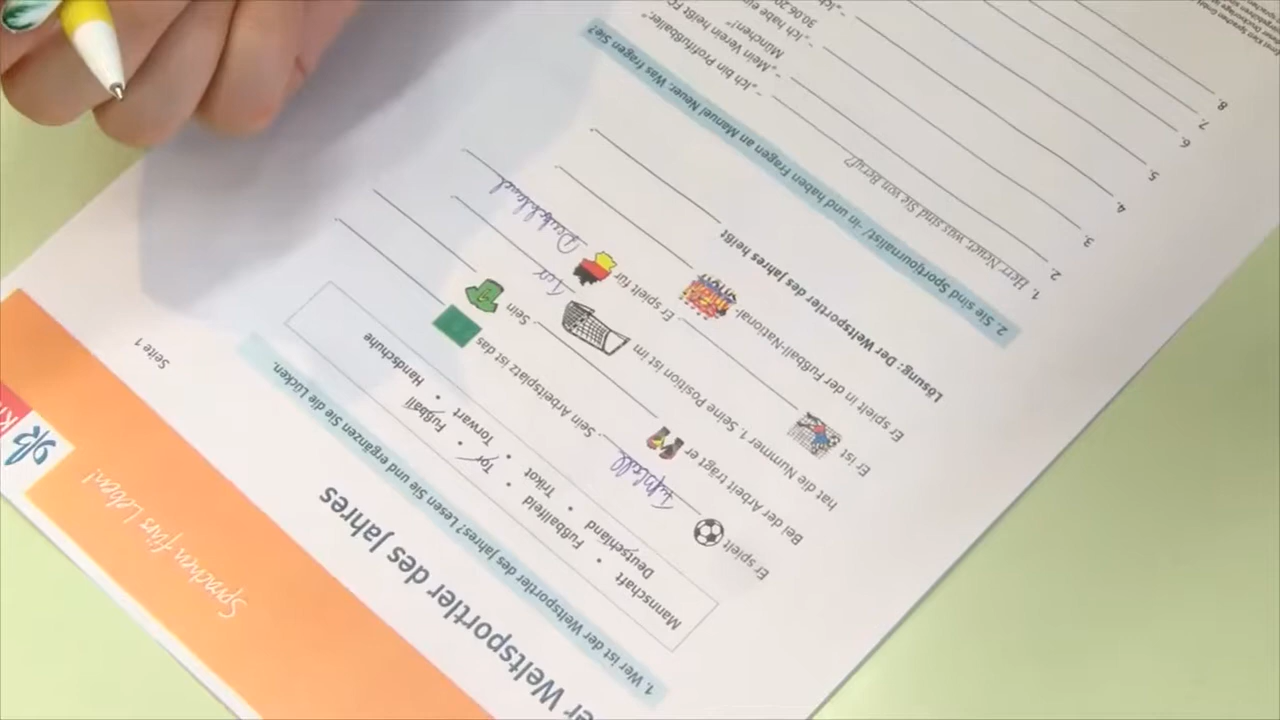 Sprachen fürs Leben!
er Weltsportler des Jahres
1. Wer ist der Weltsportler des Jahres? Lesen Sie und ergänzen Sie die Lücken.
Mannschaft • Fußballfeld • Tor • Fußball
Deutschland • Trikot • Torwart • Handschuhe
Er spielt Fußball.
Bei der Arbeit trägt er . Sein Arbeitsplatz ist das
hat die Nummer 1. Seine Position ist im Tor . Sein
Er ist . Er spielt für Deutschland
Er spielt in der Fußball-National-
Lösung: Der Weltsportler des Jahres heißt
2. Sie sind Sportjournalist/ -in und haben Fragen an Manuel Neuer. Was fragen Sie?
1. Herr Neuer, was sind Sie von Beruf? – „Ich bin Profifußballer.“
2. – „Mein Verein heißt FC
München!“
3. – „Ich habe
30.06.20
4. – „Ich
5.
6.
7.
8.
Seite 1